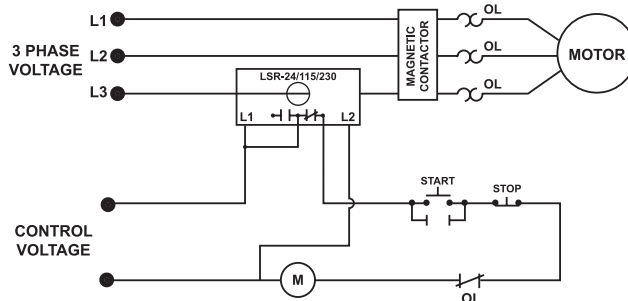 L1
OL
3 PHASE
VOLTAGE
L2
OL
MAGNETIC
CONTACTOR
MOTOR
LSR-24/115/230
L3
OL
L1
L2
START
STOP
CONTROL
VOLTAGE
M
OL